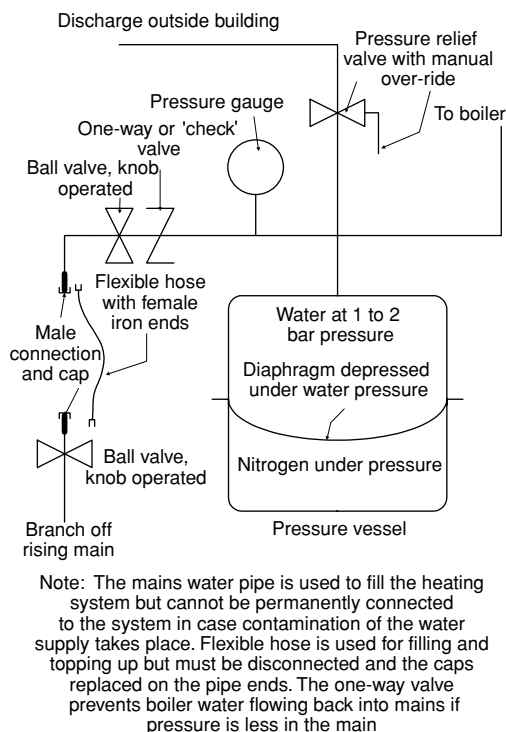 Discharge outside building
Pressure relief
valve with manual
over-ride
Pressure gauge
To boiler
One-way or 'check'
valve
Ball valve, knob
operated
Flexible hose
with female
iron ends
Male
connection
and cap
Water at 1 to 2
bar pressure
Diaphragm depressed
under water pressure
Nitrogen under pressure
Ball valve,
knob operated
Branch off
rising main
Pressure vessel
Note: The mains water pipe is used to fill the heating
system but cannot be permanently connected
to the system in case contamination of the water
supply takes place. Flexible hose is used for filling and
topping up but must be disconnected and the caps
replaced on the pipe ends. The one-way valve
prevents boiler water flowing back into mains if
pressure is less in the main